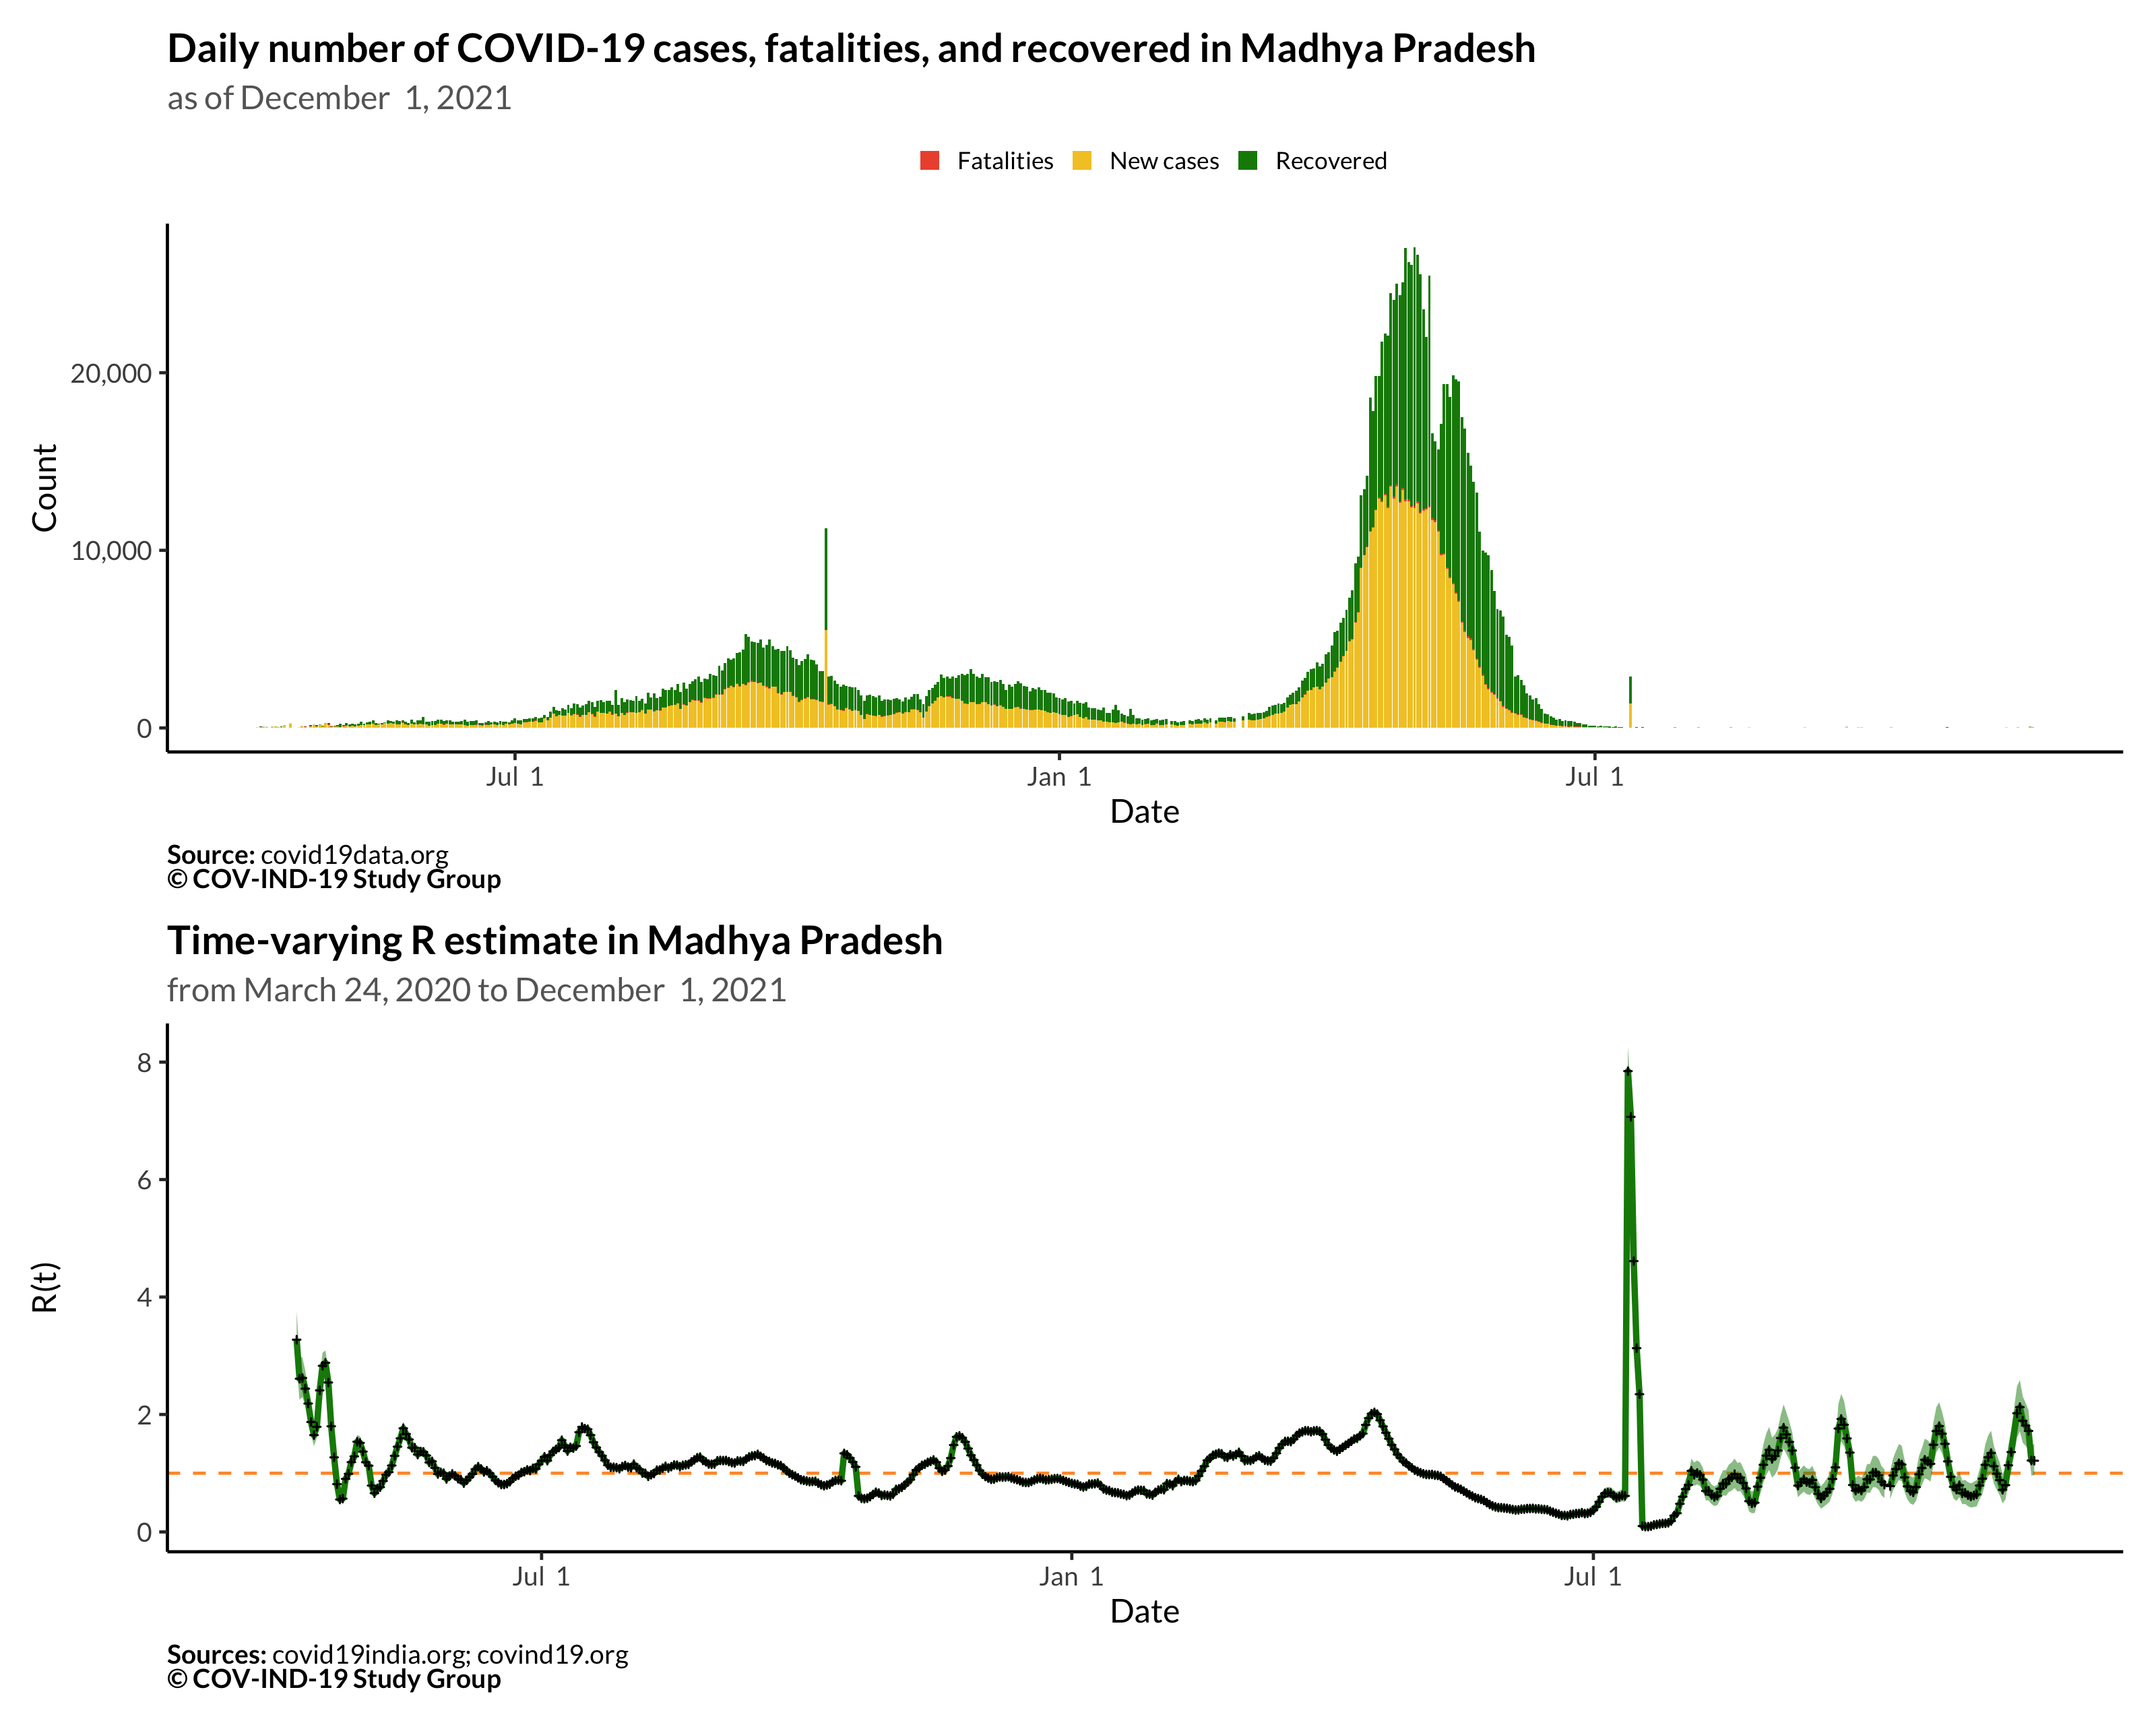 Daily number of COVID-19 cases, fatalities, and recovered in Madhya Pradesh
as of December 1, 2021
Fatalities New cases Recovered
20,000
10,000
0
Count
Jul 1 Jan 1 Jul 1
Date
Source: covid19data.org
© COV-IND-19 Study Group
Time-varying R estimate in Madhya Pradesh
from March 24, 2020 to December 1, 2021
8
6
4
2
0
R(t)
Jul 1 Jan 1 Jul 1
Date
Sources: covid19india.org; covind19.org
© COV-IND-19 Study Group